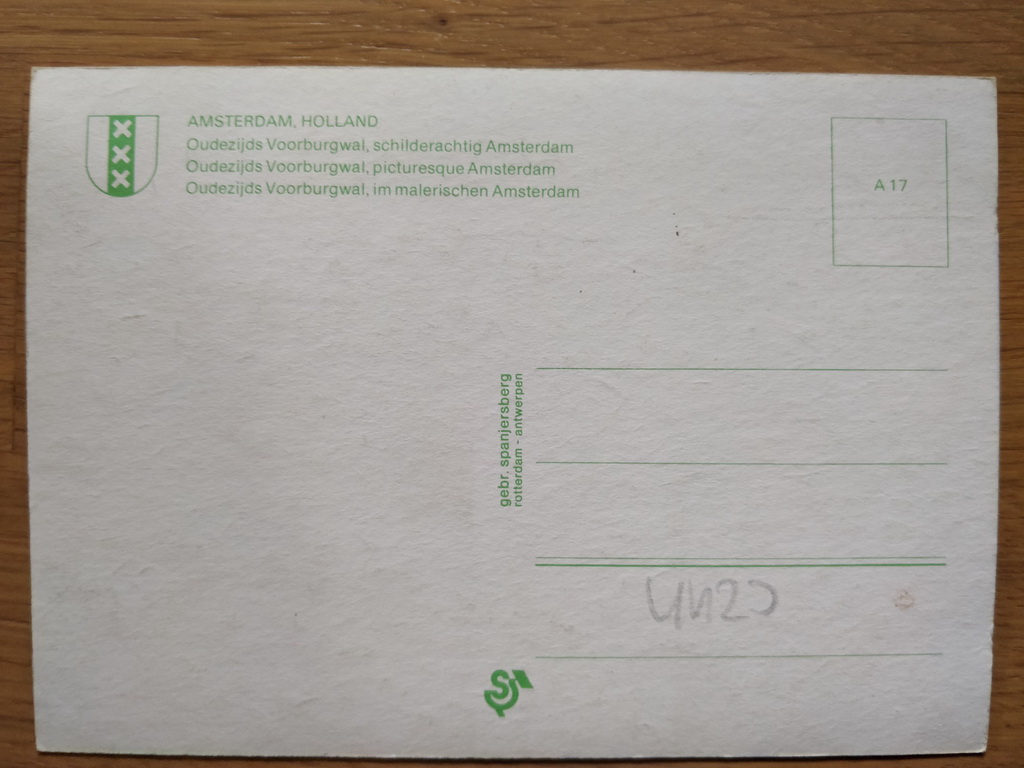 AMSTERDAM, HOLLAND
Oudezijds Voorburgwal, schilderachtig Amsterdam
Oudezijds Voorburgwal, picturesque Amsterdam
Oudezijds Voorburgwal, im malerischen Amsterdam
A 17
gebr. spanjersberg
rotterdam - antwerpen